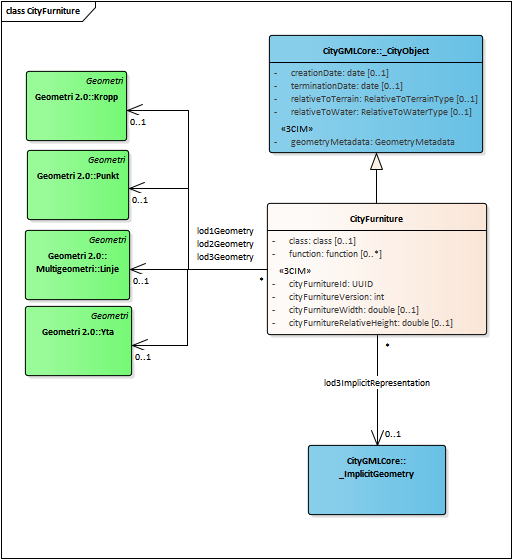 class CityFurniture
CityGMLCore::_CityObject
- creationDate: date [0..1]
- terminationDate: date [0..1]
- relativeToTerrain: RelativeToTerrainType [0..1]
- relativeToWater: RelativeToWaterType [0..1]
«3CIM»
- geometryMetadata: GeometryMetadata
Geometri
Geometri 2.0::Kropp
0..1
Geometri
Geometri 2.0::Punkt
0..1
Geometri
Geometri 2.0::
Multigeometri::Linje
0..1
Geometri
Geometri 2.0::Yta
0..1
lod1Geometry
lod2Geometry
lod3Geometry
*
CityFurniture
- class: class [0..1]
- function: function [0..*]
«3CIM»
- cityFurnitureId: UUID
- cityFurnitureVersion: int
- cityFurnitureWidth: double [0..1]
- cityFurnitureRelativeHeight: double [0..1]
*
lod3ImplicitRepresentation
0..1
CityGMLCore::
_ImplicitGeometry